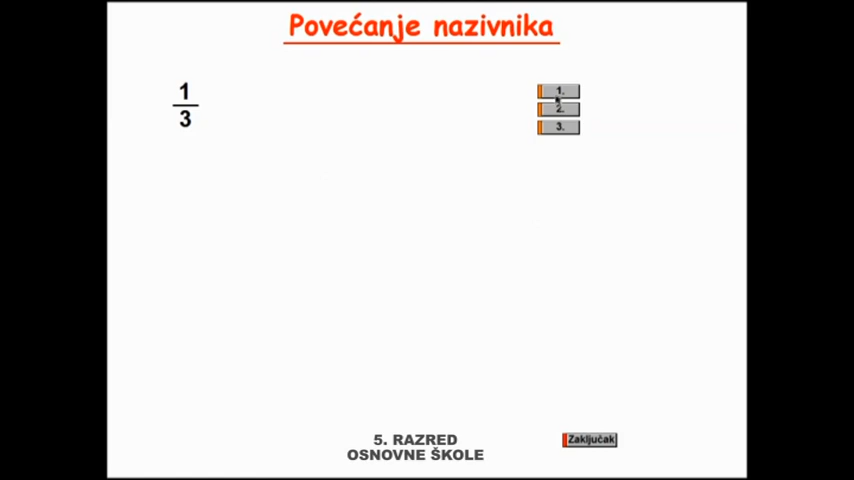 Povećanje nazivnika
1
3
1.
2.
3.
5. RAZRED
OSNOVNE ŠKOLE
Zaključak